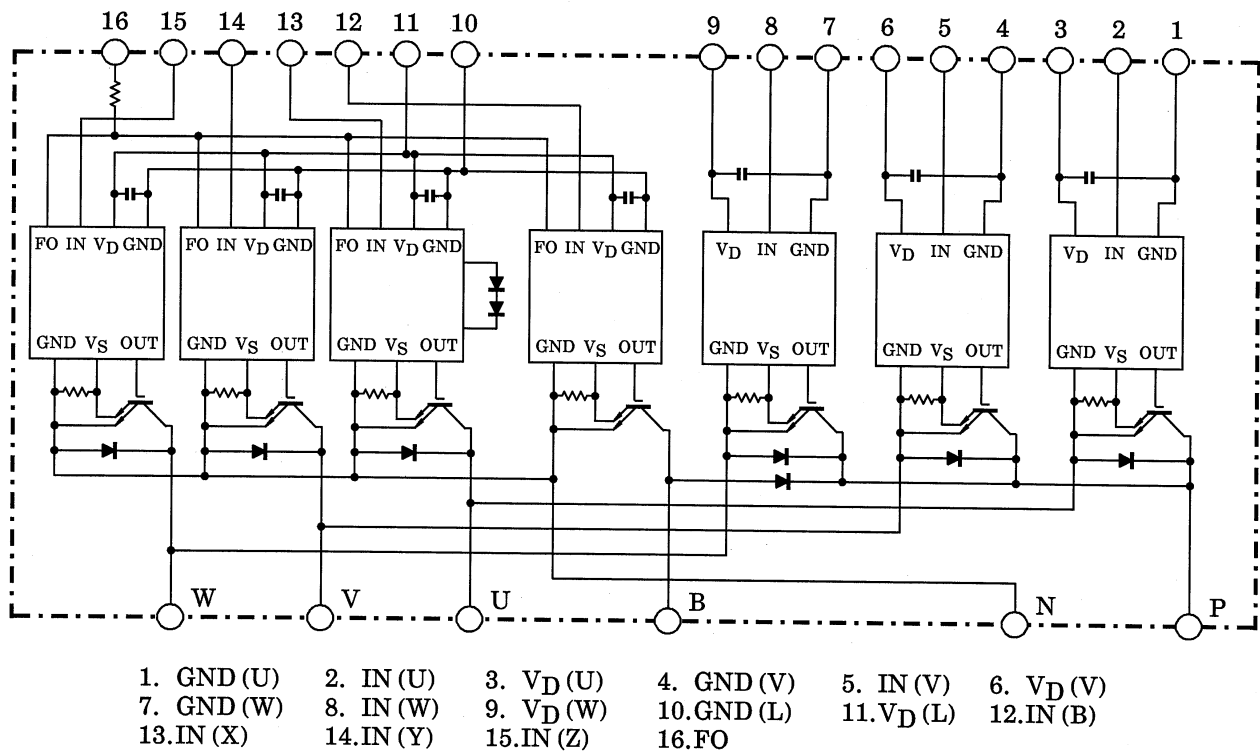 16 15 14 13 12 11 10 9 8 7 6 5 4 3 2 1
FO IN VD GND FO IN VD GND FO IN VD GND FO IN VD GND VD IN GND VD IN GND VD IN GND
GND VS OUT GND VS OUT GND VS OUT GND VS OUT GND VS OUT GND VS OUT GND VS OUT
W V U B N P
1. GND (U) 2. IN (U) 3. VD (U) 4. GND (V) 5. IN (V) 6. VD (V)
7. GND (W) 8. IN (W) 9. VD (W) 10.GND (L) 11.VD (L) 12.IN (B)
13.IN (X) 14.IN (Y) 15.IN (Z) 16.FO